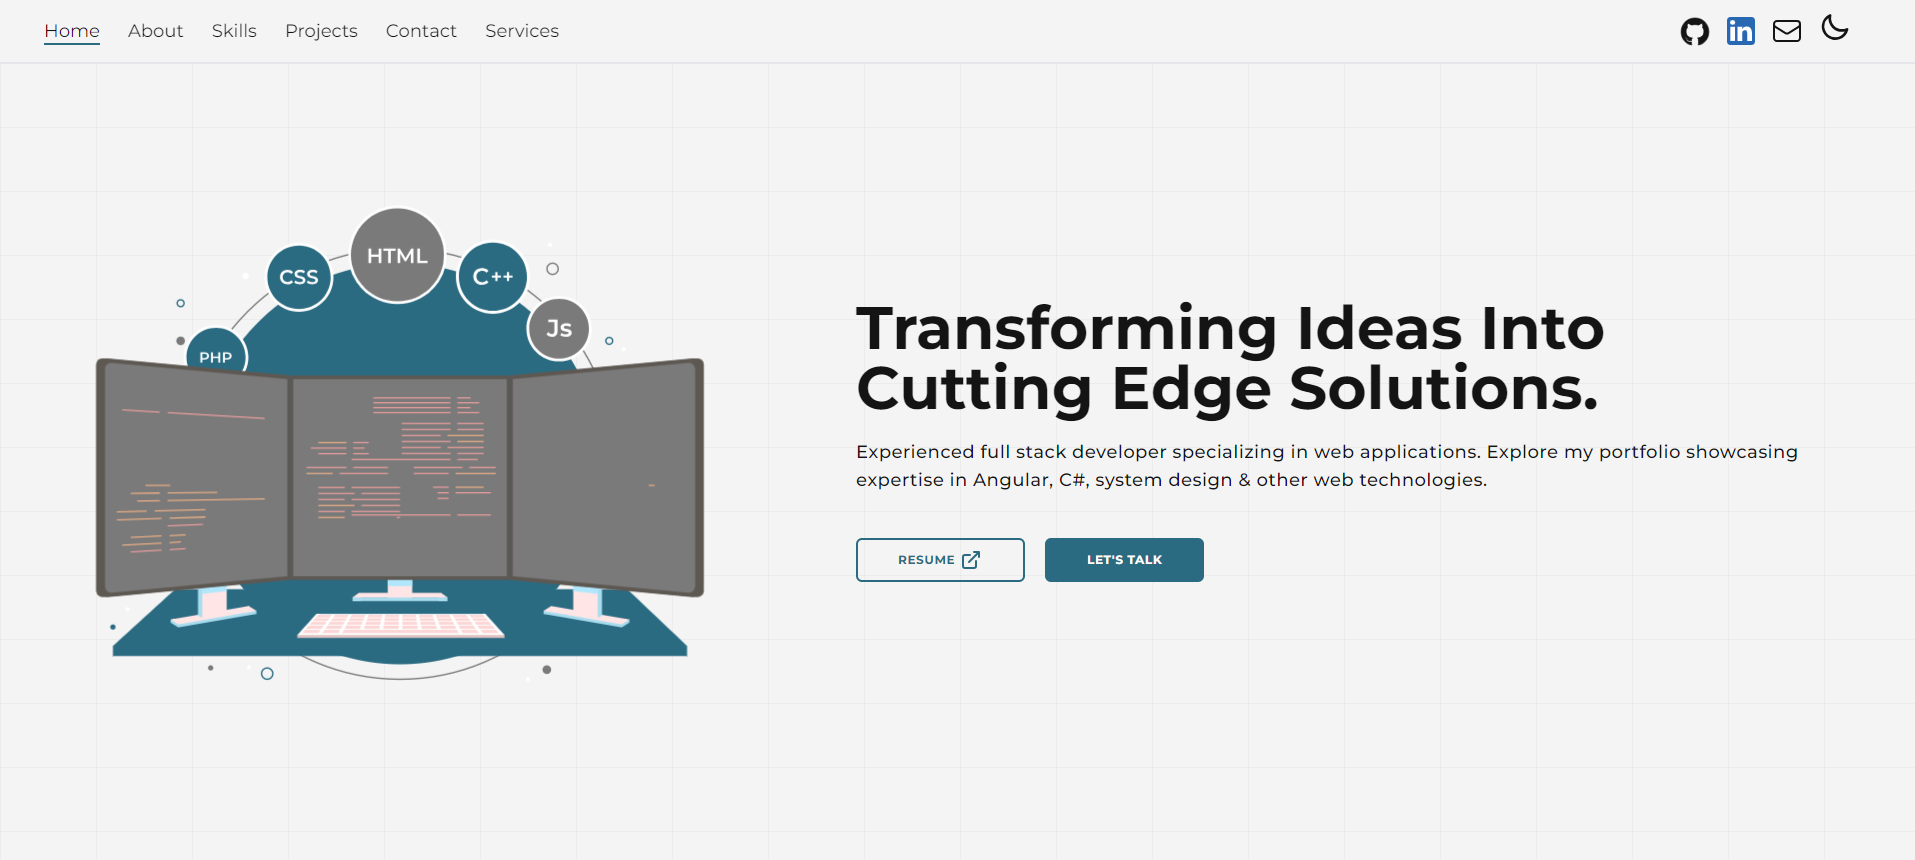 Home About Skills Projects Contact Services
in
HTML
CSS
C++
Js
PHP
Transforming Ideas Into
Cutting Edge Solutions.
Experienced full stack developer specializing in web applications. Explore my portfolio showcasing
expertise in Angular, C#, system design & other web technologies.
RESUME
LET'S TALK